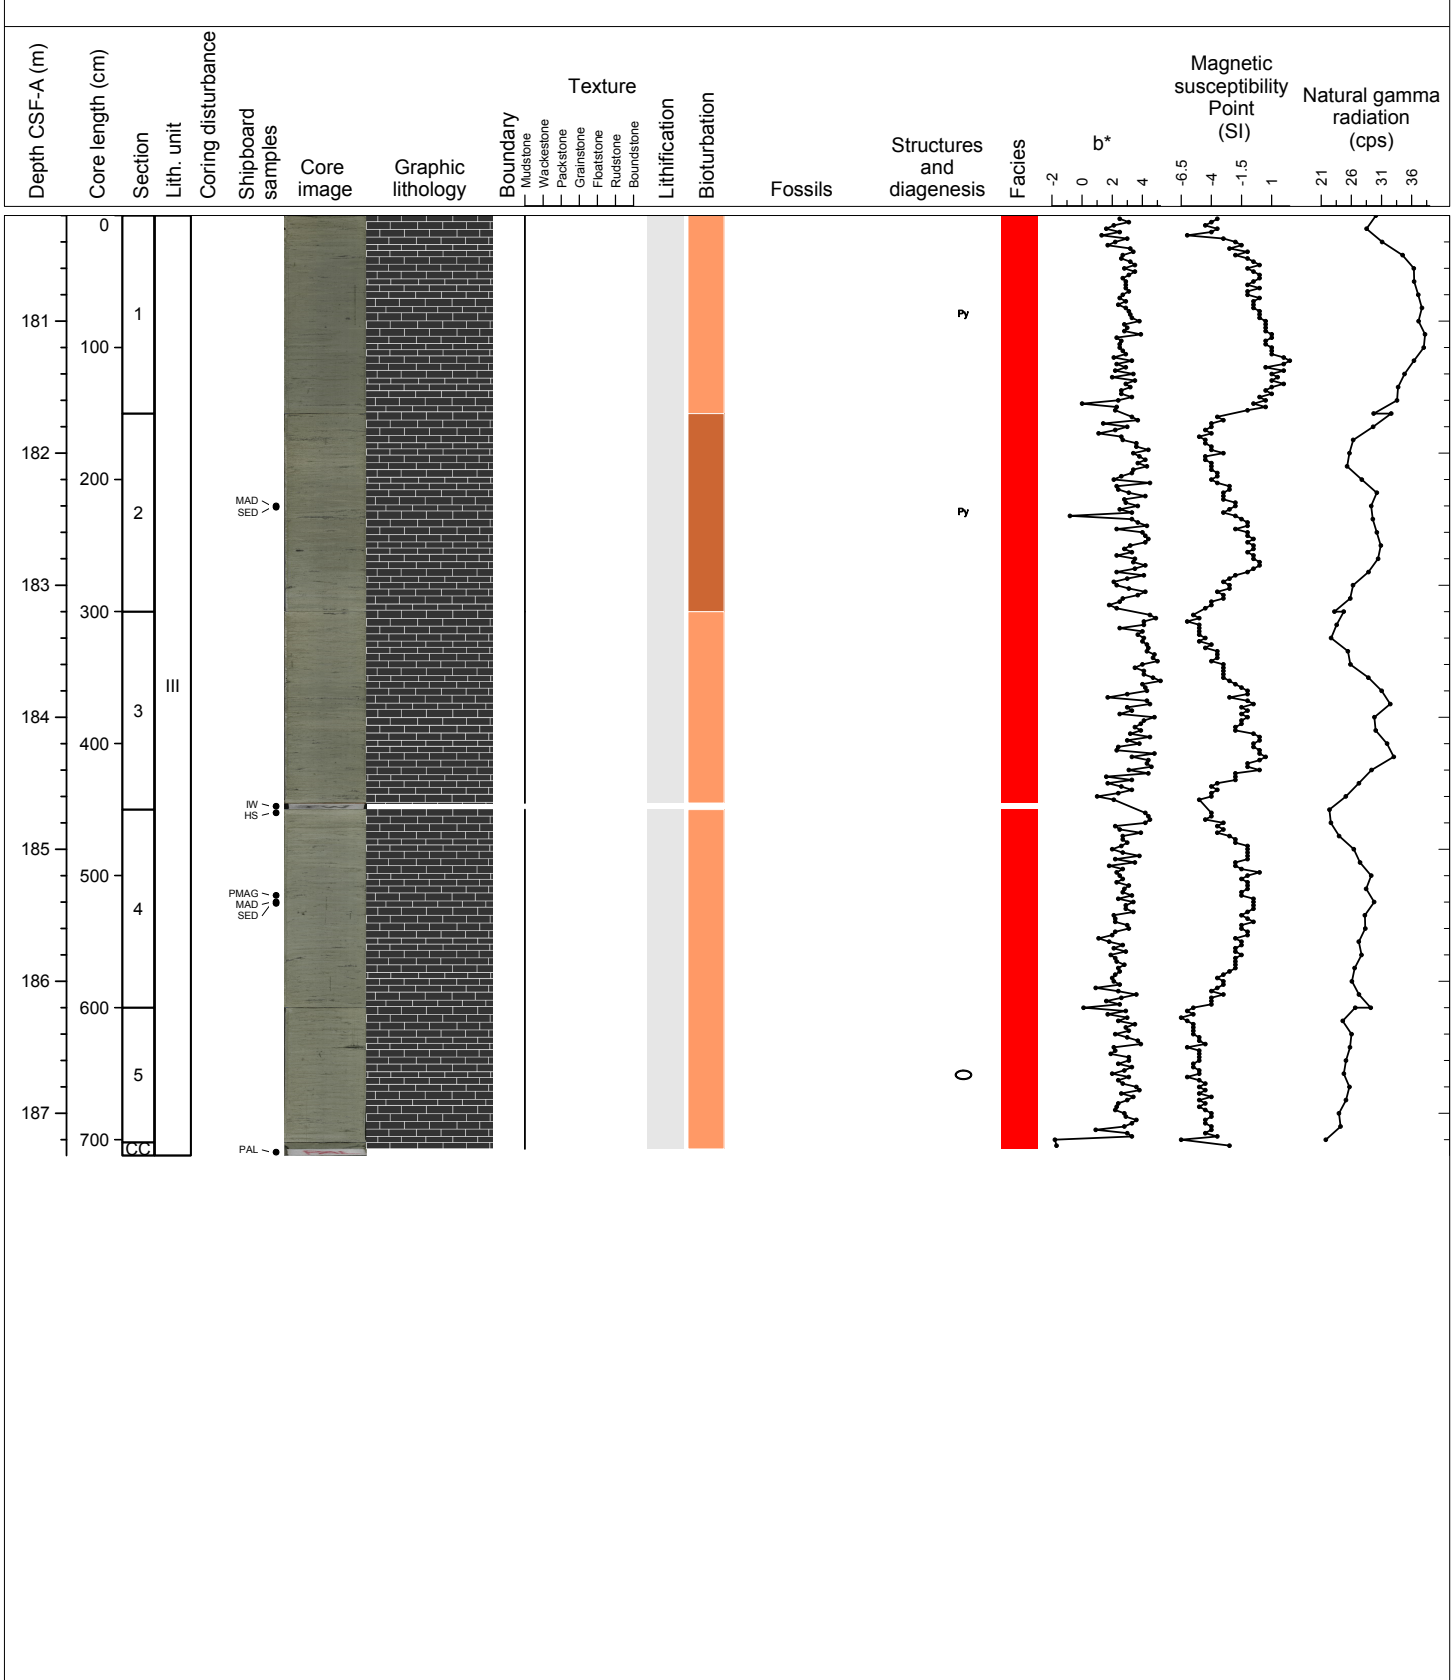 Depth CSF-A (m)
Core length (cm)
Section
Lith. unit
Coring disturbance
Shipboard
samples
Core
image
Graphic
lithology
Boundary
Texture
Mudstone
Wackestone
Packstone
Grainstone
Floatstone
Rudstone
Boundstone
Lithification
Bioturbation
Fossils
Structures
and
diagenesis
Facies
b*
-2 0 2 4
Magnetic
susceptibility
Point
(SI)
-6.5 -4 -1.5 1
Natural gamma
radiation
(cps)
21 26 31 36
0
1
Py
181
100
182
200
MAD
SED
2
Py
183
300
III
3
184
400
IW
HS
185
500
PMAG
MAD
SED
4
186
600
5
187
700
CC
PAL